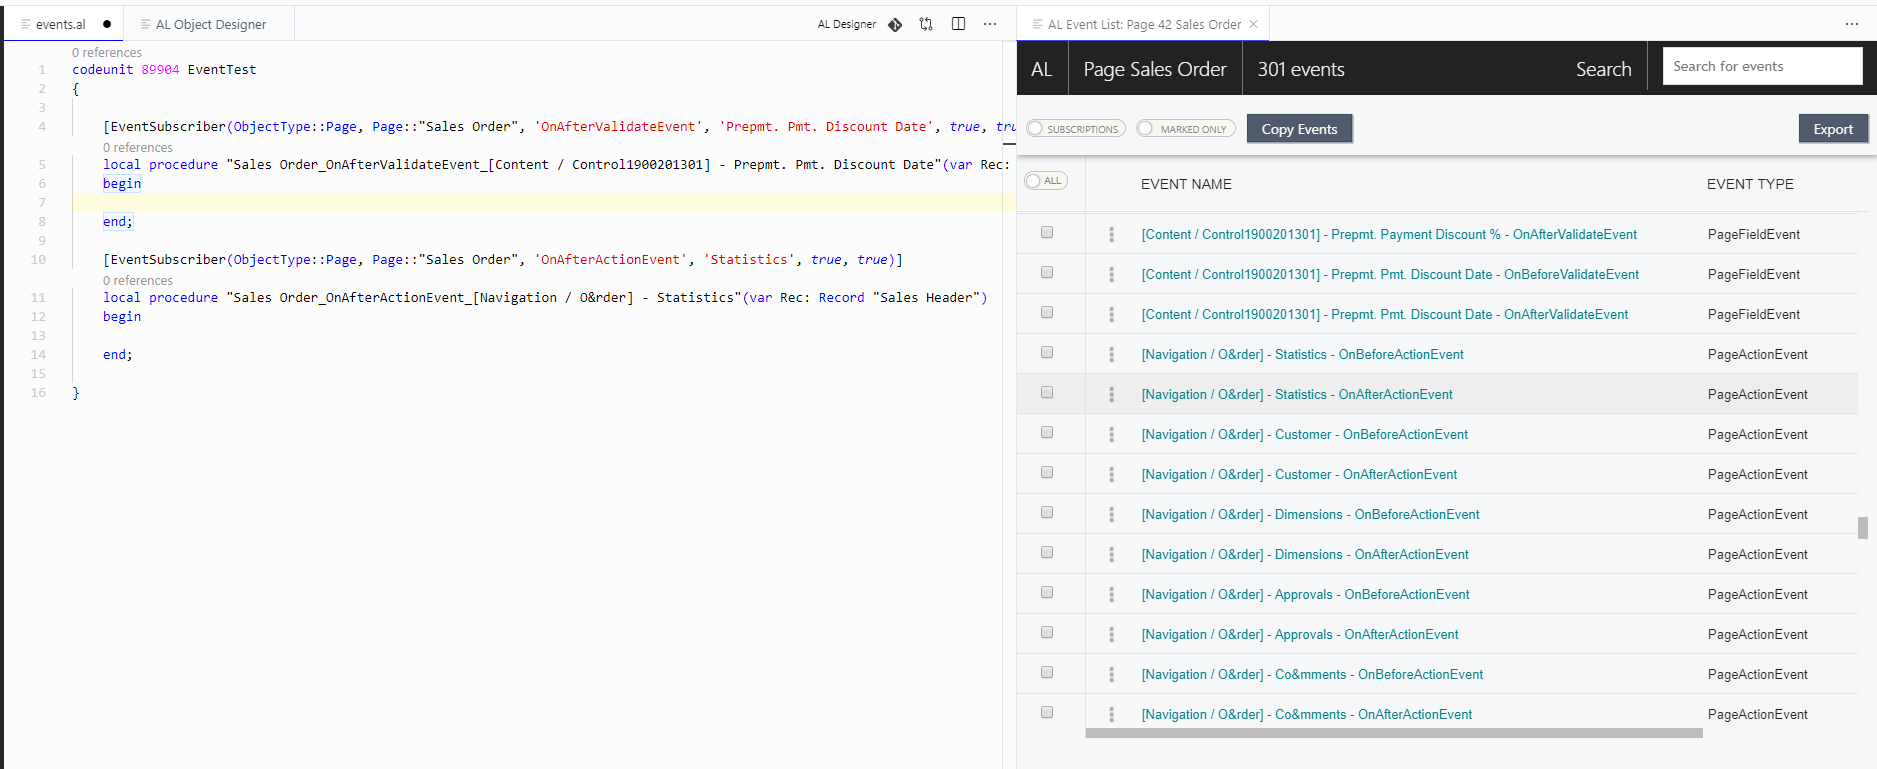 events.al
AL Object Designer
AL Designer
0 references
1 codeunit 89904 EventTest
2 {
3
4 [EventSubscriber(ObjectType::Page, Page::"Sales Order", 'OnAfterValidateEvent', 'Prepmt. Pmt. Discount Date', true, tru
0 references
5 local procedure "Sales Order_OnAfterValidateEvent_[Content / Control1900201301] - Prepmt. Pmt. Discount Date"(var Rec:
6 begin
7
8 end;
9
10 [EventSubscriber(ObjectType::Page, Page::"Sales Order", 'OnAfterActionEvent', 'Statistics', true, true)]
0 references
11 local procedure "Sales Order_OnAfterActionEvent_[Navigation / O&rder] - Statistics"(var Rec: Record "Sales Header")
12 begin
13
14 end;
15
16 }
AL Event List: Page 42 Sales Order
AL Page Sales Order 301 events Search Search for events
SUBSCRIPTIONS MARKED ONLY Copy Events Export
ALL EVENT NAME EVENT TYPE
[Content / Control1900201301] - Prepmt. Payment Discount % - OnAfterValidateEvent PageFieldEvent
[Content / Control1900201301] - Prepmt. Pmt. Discount Date - OnBeforeValidateEvent PageFieldEvent
[Content / Control1900201301] - Prepmt. Pmt. Discount Date - OnAfterValidateEvent PageFieldEvent
[Navigation / O&rder] - Statistics - OnBeforeActionEvent PageActionEvent
[Navigation / O&rder] - Statistics - OnAfterActionEvent PageActionEvent
[Navigation / O&rder] - Customer - OnBeforeActionEvent PageActionEvent
[Navigation / O&rder] - Customer - OnAfterActionEvent PageActionEvent
[Navigation / O&rder] - Dimensions - OnBeforeActionEvent PageActionEvent
[Navigation / O&rder] - Dimensions - OnAfterActionEvent PageActionEvent
[Navigation / O&rder] - Approvals - OnBeforeActionEvent PageActionEvent
[Navigation / O&rder] - Approvals - OnAfterActionEvent PageActionEvent
[Navigation / O&rder] - Co&mments - OnBeforeActionEvent PageActionEvent
[Navigation / O&rder] - Co&mments - OnAfterActionEvent PageActionEvent